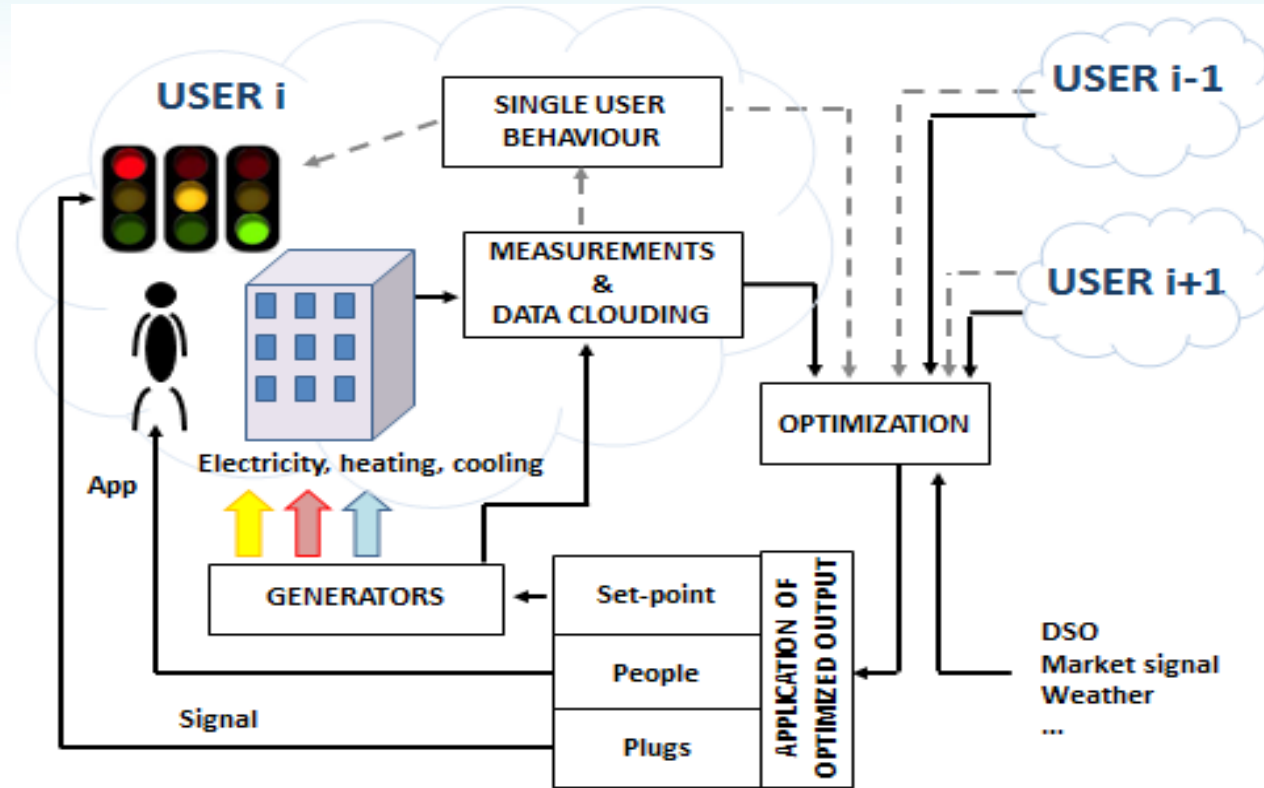 USER i
SINGLE USER
BEHAVIOUR
USER i-1
MEASUREMENTS
&
DATA CLOUDING
USER i+1
OPTIMIZATION
Electricity, heating, cooling
App
GENERATORS
Set-point
People
Plugs
APPLICATION OF
OPTIMIZED OUTPUT
Signal
DSO
Market signal
Weather
...